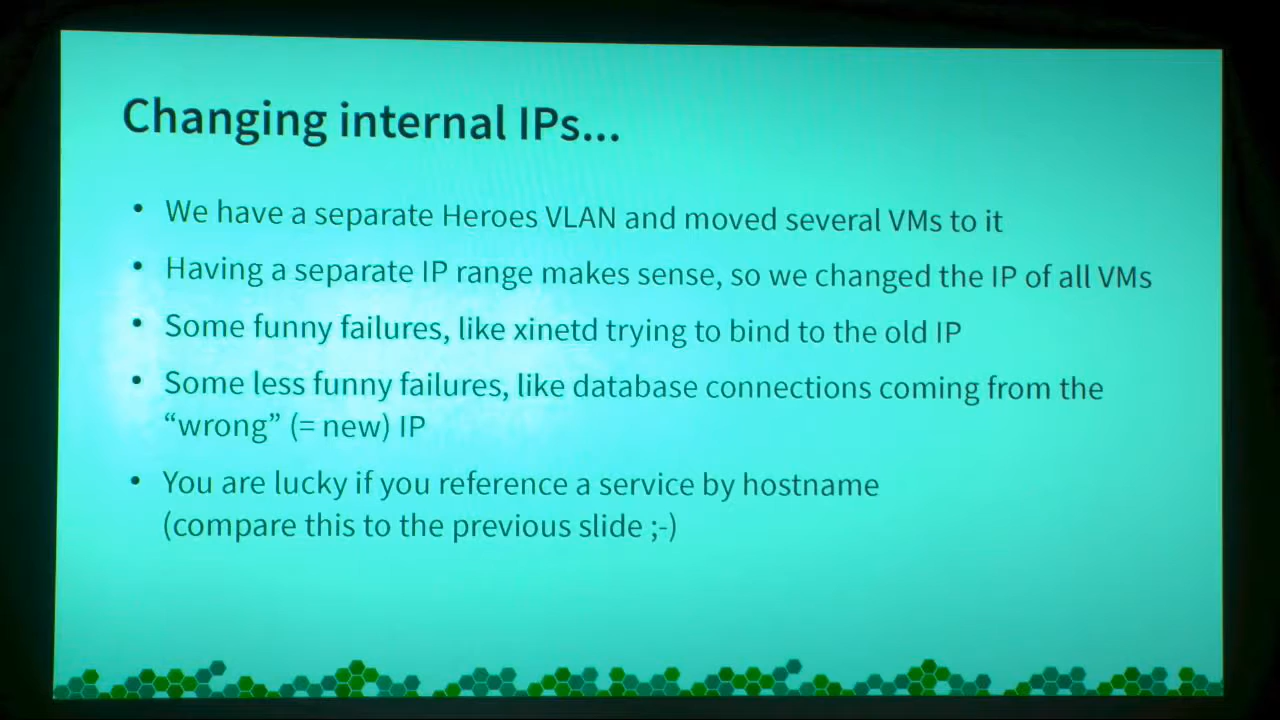 Changing internal IPs...
• We have a separate Heroes VLAN and moved several VMs to it
• Having a separate IP range makes sense, so we changed the IP of all VMs
• Some funny failures, like xinetd trying to bind to the old IP
• Some less funny failures, like database connections coming from the
“wrong” (= new) IP
• You are lucky if you reference a service by hostname
(compare this to the previous slide ;-)